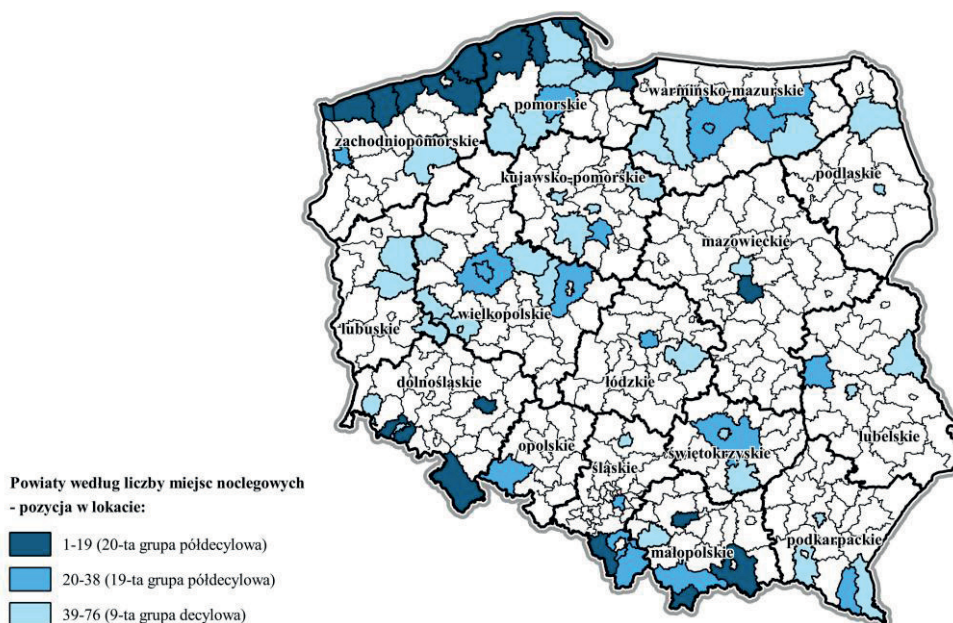 warmińsko-mazurskie
pomorskie
zachodniopomorskie
kujawsko-pomorskie
podlaskie
mazowieckie
wielkopolskie
lubuskie
dolnośląskie
łódzkie
lubelskie
opolskie
świętokrzyskie
śląskie
podkarpackie
małopolskie
Powiaty według liczby miejsc noclegowych
- pozycja w lokacie:
1-19 (20-ta grupa półdecylowa)
20-38 (19-ta grupa półdecylowa)
39-76 (9-ta grupa decylowa)